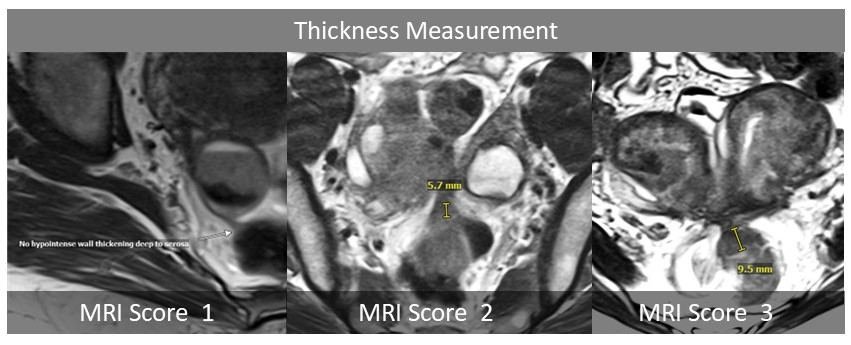 Thickness Measurement
No hypointense wall thickening deep to serosa
5.7 mm
9.5 mm
MRI Score 1
MRI Score 2
MRI Score 3